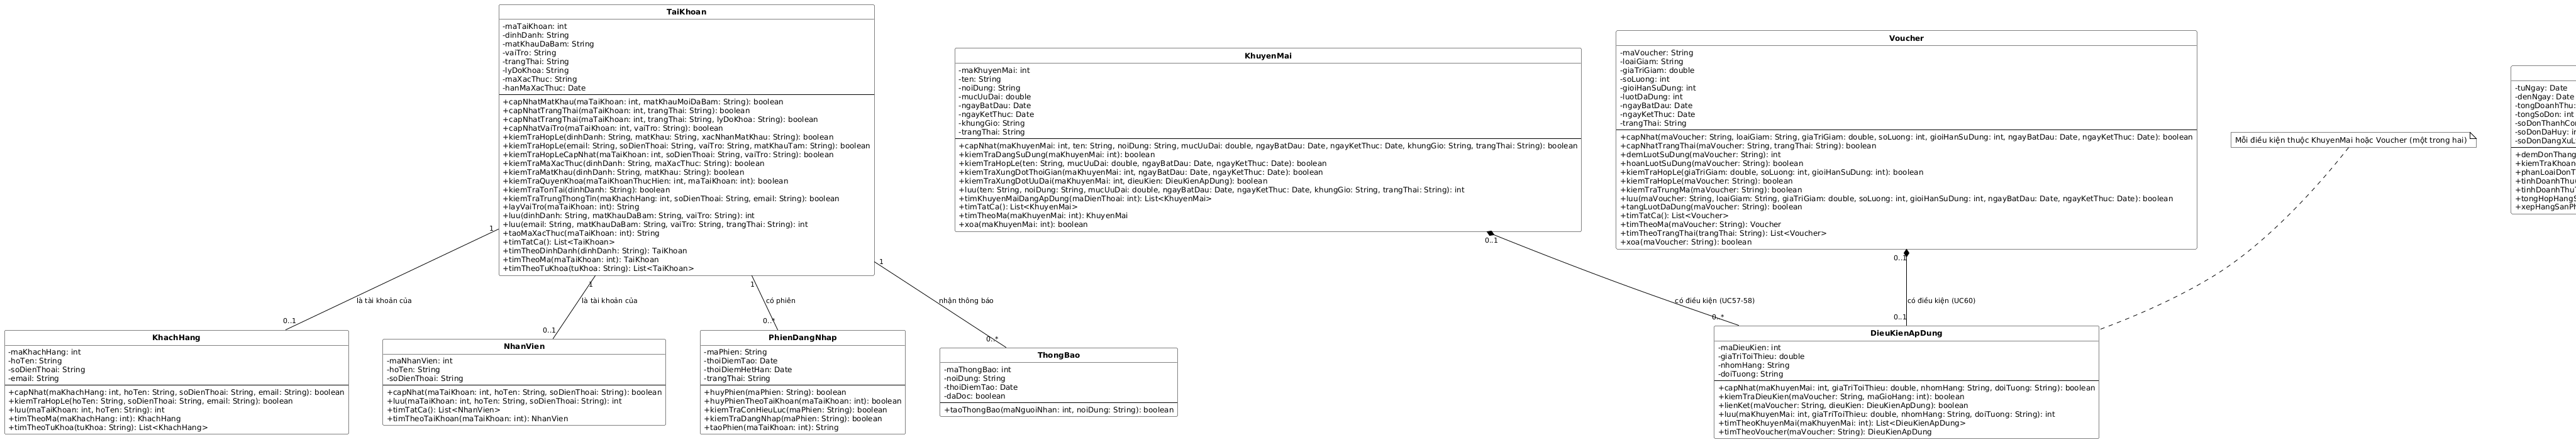 TaiKhoan
-maTaiKhoan: int
-dinhDanh: String
-matKhauDaBam: String
-vaiTro: String
-trangThai: String
-lyDoKhoa: String
-maXacThuc: String
-hanMaXacThuc: Date
+capNhatMatKhau(maTaiKhoan: int, matKhauMoiDaBam: String): boolean
+capNhatTrangThai(maTaiKhoan: int, trangThai: String): boolean
+capNhatTrangThai(maTaiKhoan: int, trangThai: String, lyDoKhoa: String): boolean
+capNhatVaiTro(maTaiKhoan: int, vaiTro: String): boolean
+kiemTraHopLe(dinhDanh: String, matKhau: String, xacNhanMatKhau: String): boolean
+kiemTraHopLe(email: String, soDienThoai: String, vaiTro: String, matKhauTam: String): boolean
+kiemTraHopLeCapNhat(maTaiKhoan: int, soDienThoai: String, vaiTro: String): boolean
+kiemTraMaXacThuc(dinhDanh: String, maXacThuc: String): boolean
+kiemTraMatKhau(dinhDanh: String, matKhau: String): boolean
+kiemTraQuyenKhoa(maTaiKhoanThucHien: int, maTaiKhoan: int): boolean
+kiemTraTonTai(dinhDanh: String): boolean
+kiemTraTrungThongTin(maKhachHang: int, soDienThoai: String, email: String): boolean
+layVaiTro(maTaiKhoan: int): String
+luu(dinhDanh: String, matKhauDaBam: String, vaiTro: String): int
+luu(email: String, matKhauDaBam: String, vaiTro: String, trangThai: String): int
+taoMaXacThuc(maTaiKhoan: int): String
+timTatCa(): List<TaiKhoan>
+timTheoDinhDanh(dinhDanh: String): TaiKhoan
+timTheoMa(maTaiKhoan: int): TaiKhoan
+timTheoTuKhoa(tuKhoa: String): List<TaiKhoan>
KhuyenMai
-maKhuyenMai: int
-ten: String
-noiDung: String
-mucUuDai: double
-ngayBatDau: Date
-ngayKetThuc: Date
-khungGio: String
-trangThai: String
+capNhat(maKhuyenMai: int, ten: String, noiDung: String, mucUuDai: double, ngayBatDau: Date, ngayKetThuc: Date, khungGio: String, trangThai: String): boolean
+kiemTraDangSuDung(maKhuyenMai: int): boolean
+kiemTraHopLe(ten: String, mucUuDai: double, ngayBatDau: Date, ngayKetThuc: Date): boolean
+kiemTraXungDotThoiGian(maKhuyenMai: int, ngayBatDau: Date, ngayKetThuc: Date): boolean
+kiemTraXungDotUuDai(maKhuyenMai: int, dieuKien: DieuKienApDung): boolean
+luu(ten: String, noiDung: String, mucUuDai: double, ngayBatDau: Date, ngayKetThuc: Date, khungGio: String, trangThai: String): int
+timKhuyenMaiDangApDung(maDienThoai: int): List<KhuyenMai>
+timTatCa(): List<KhuyenMai>
+timTheoMa(maKhuyenMai: int): KhuyenMai
+xoa(maKhuyenMai: int): boolean
Voucher
-maVoucher: String
-loaiGiam: String
-giaTriGiam: double
-soLuong: int
-gioiHanSuDung: int
-luotDaDung: int
-ngayBatDau: Date
-ngayKetThuc: Date
-trangThai: String
+capNhat(maVoucher: String, loaiGiam: String, giaTriGiam: double, soLuong: int, gioiHanSuDung: int, ngayBatDau: Date, ngayKetThuc: Date): boolean
+capNhatTrangThai(maVoucher: String, trangThai: String): boolean
+demLuotSuDung(maVoucher: String): int
+hoanLuotSuDung(maVoucher: String): boolean
+kiemTraHopLe(giaTriGiam: double, soLuong: int, gioiHanSuDung: int): boolean
+kiemTraHopLe(maVoucher: String): boolean
+kiemTraTrungMa(maVoucher: String): boolean
+luu(maVoucher: String, loaiGiam: String, giaTriGiam: double, soLuong: int, gioiHanSuDung: int, ngayBatDau: Date, ngayKetThuc: Date): boolean
+tangLuotDaDung(maVoucher: String): boolean
+timTatCa(): List<Voucher>
+timTheoMa(maVoucher: String): Voucher
+timTheoTrangThai(trangThai: String): List<Voucher>
+xoa(maVoucher: String): boolean
Mỗi điều kiện thuộc KhuyenMai hoặc Voucher (một trong hai)
-tuNgay: Date
-denNgay: Date
-tongDoanhThu:
-tongSoDon: int
-soDonThanhCon
-soDonDaHuy: in
-soDonDangXuL
+demDonThang
+kiemTraKhoan
+phanLoaiDonT
+tinhDoanhThu
+tinhDoanhThu
+tongHopHangS
+xepHangSanPh
1
là tài khoản của
0..1
1
là tài khoản của
0..1
1
có phiên
0..*
1
nhận thông báo
0..*
0..1
có điều kiện (UC57-58)
0..*
0..1
có điều kiện (UC60)
0..1
KhachHang
-maKhachHang: int
-hoTen: String
-soDienThoai: String
-email: String
+capNhat(maKhachHang: int, hoTen: String, soDienThoai: String, email: String): boolean
+kiemTraHopLe(hoTen: String, soDienThoai: String, email: String): boolean
+luu(maTaiKhoan: int, hoTen: String): int
+timTheoMa(maKhachHang: int): KhachHang
+timTheoTuKhoa(tuKhoa: String): List<KhachHang>
NhanVien
-maNhanVien: int
-hoTen: String
-soDienThoai: String
+capNhat(maTaiKhoan: int, hoTen: String, soDienThoai: String): boolean
+luu(maTaiKhoan: int, hoTen: String, soDienThoai: String): int
+timTatCa(): List<NhanVien>
+timTheoTaiKhoan(maTaiKhoan: int): NhanVien
PhienDangNhap
-maPhien: String
-thoiDiemTao: Date
-thoiDiemHetHan: Date
-trangThai: String
+huyPhien(maPhien: String): boolean
+huyPhienTheoTaiKhoan(maTaiKhoan: int): boolean
+kiemTraConHieuLuc(maPhien: String): boolean
+kiemTraDangNhap(maPhien: String): boolean
+taoPhien(maTaiKhoan: int): String
ThongBao
-maThongBao: int
-noiDung: String
-thoiDiemTao: Date
-daDoc: boolean
+taoThongBao(maNguoiNhan: int, noiDung: String): boolean
DieuKienApDung
-maDieuKien: int
-giaTriToiThieu: double
-nhomHang: String
-doiTuong: String
+capNhat(maKhuyenMai: int, giaTriToiThieu: double, nhomHang: String, doiTuong: String): boolean
+kiemTraDieuKien(maVoucher: String, maGioHang: int): boolean
+lienKet(maVoucher: String, dieuKien: DieuKienApDung): boolean
+luu(maKhuyenMai: int, giaTriToiThieu: double, nhomHang: String, doiTuong: String): int
+timTheoKhuyenMai(maKhuyenMai: int): List<DieuKienApDung>
+timTheoVoucher(maVoucher: String): DieuKienApDung